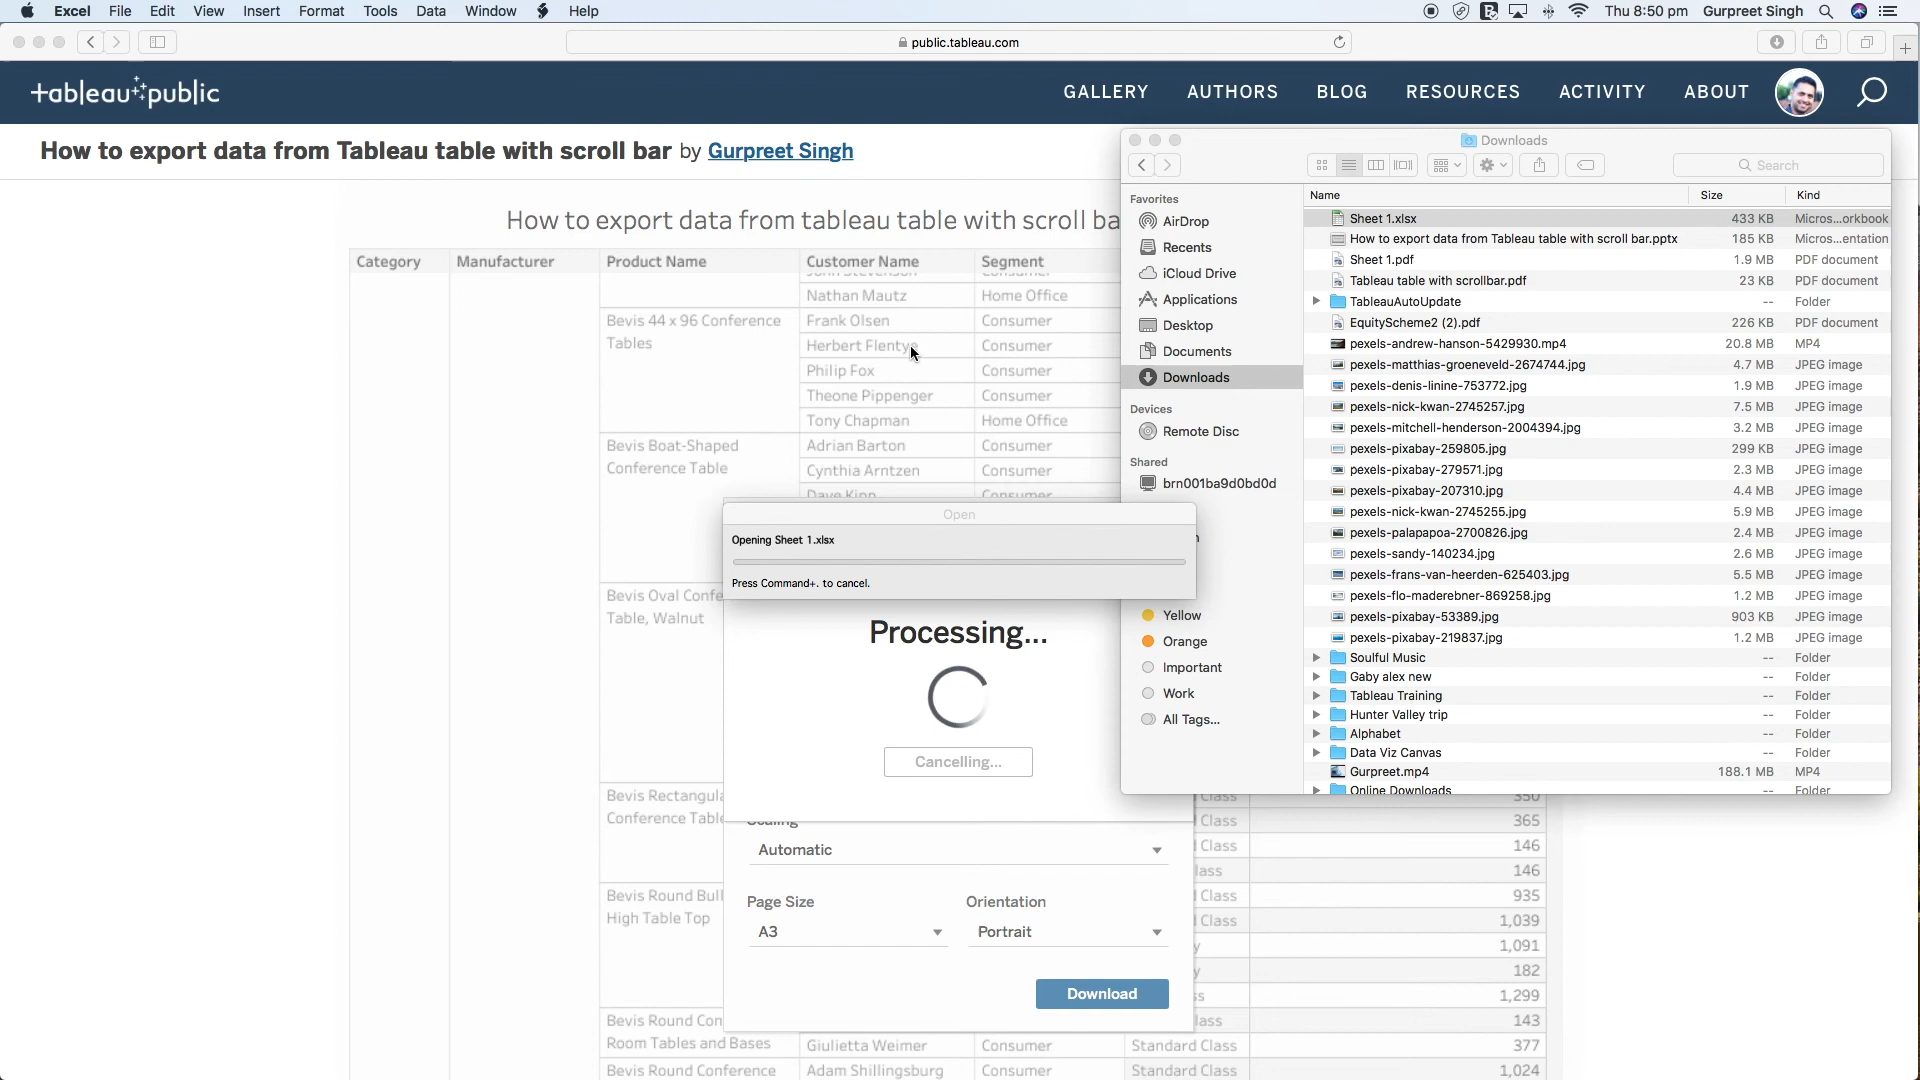 Excel File Edit View Insert Format Tools Data Window Help Thu 8:50 pm Gurpreet Singh
public.tableau.com
tableau public GALLERY AUTHORS BLOG RESOURCES ACTIVITY ABOUT
How to export data from Tableau table with scroll bar by Gurpreet Singh
How to export data from tableau table with scroll ba
Category Manufacturer Product Name Customer Name Segment
John Stevenson Consumer
Nathan Mautz Home Office
Bevis 44 x 96 Conference Frank Olsen Consumer
Tables Herbert Flentye Consumer
Philip Fox Consumer
Theone Pippenger Consumer
Tony Chapman Home Office
Bevis Boat-Shaped Adrian Barton Consumer
Conference Table Cynthia Arntzen Consumer
Dave Kipp Consumer
Bevis Oval Confe
Table, Walnut
Bevis Rectangula
Conference Table
Bevis Round Bull
High Table Top
Bevis Round Con
Room Tables and Bases Giulietta Weimer Consumer Standard Class 377
Bevis Round Conference Adam Shillingsburg Consumer Standard Class 1,024
Class 350
Class 365
Class 146
lass 146
Class 935
Class 1,039
y 1,091
y 182
ss 1,299
lass 143
Open
Opening Sheet 1.xlsx
Press Command+. to cancel.
Processing...
Cancelling...
Scaling
Automatic
Page Size Orientation
A3 Portrait
Download
Downloads
Search
Favorites
AirDrop
Recents
iCloud Drive
Applications
Desktop
Documents
Downloads
Devices
Remote Disc
Shared
brn001ba9d0bd0d
Yellow
Orange
Important
Work
All Tags...
Name Size Kind
Sheet 1.xlsx 433 KB Micros...orkbook
How to export data from Tableau table with scroll bar.pptx 185 KB Micros...entation
Sheet 1.pdf 1.9 MB PDF document
Tableau table with scrollbar.pdf 23 KB PDF document
TableauAutoUpdate -- Folder
EquityScheme2 (2).pdf 226 KB PDF document
pexels-andrew-hanson-5429930.mp4 20.8 MB MP4
pexels-matthias-groeneveld-2674744.jpg 4.7 MB JPEG image
pexels-denis-linine-753772.jpg 1.9 MB JPEG image
pexels-nick-kwan-2745257.jpg 7.5 MB JPEG image
pexels-mitchell-henderson-2004394.jpg 3.2 MB JPEG image
pexels-pixabay-259805.jpg 299 KB JPEG image
pexels-pixabay-279571.jpg 2.3 MB JPEG image
pexels-pixabay-207310.jpg 4.4 MB JPEG image
pexels-nick-kwan-2745255.jpg 5.9 MB JPEG image
pexels-palapapoa-2700826.jpg 2.4 MB JPEG image
pexels-sandy-140234.jpg 2.6 MB JPEG image
pexels-frans-van-heerden-625403.jpg 5.5 MB JPEG image
pexels-flo-maderebner-869258.jpg 1.2 MB JPEG image
pexels-pixabay-53389.jpg 903 KB JPEG image
pexels-pixabay-219837.jpg 1.2 MB JPEG image
Soulful Music -- Folder
Gaby alex new -- Folder
Tableau Training -- Folder
Hunter Valley trip -- Folder
Alphabet -- Folder
Data Viz Canvas -- Folder
Gurpreet.mp4 188.1 MB MP4
Online Downloads -- Folder